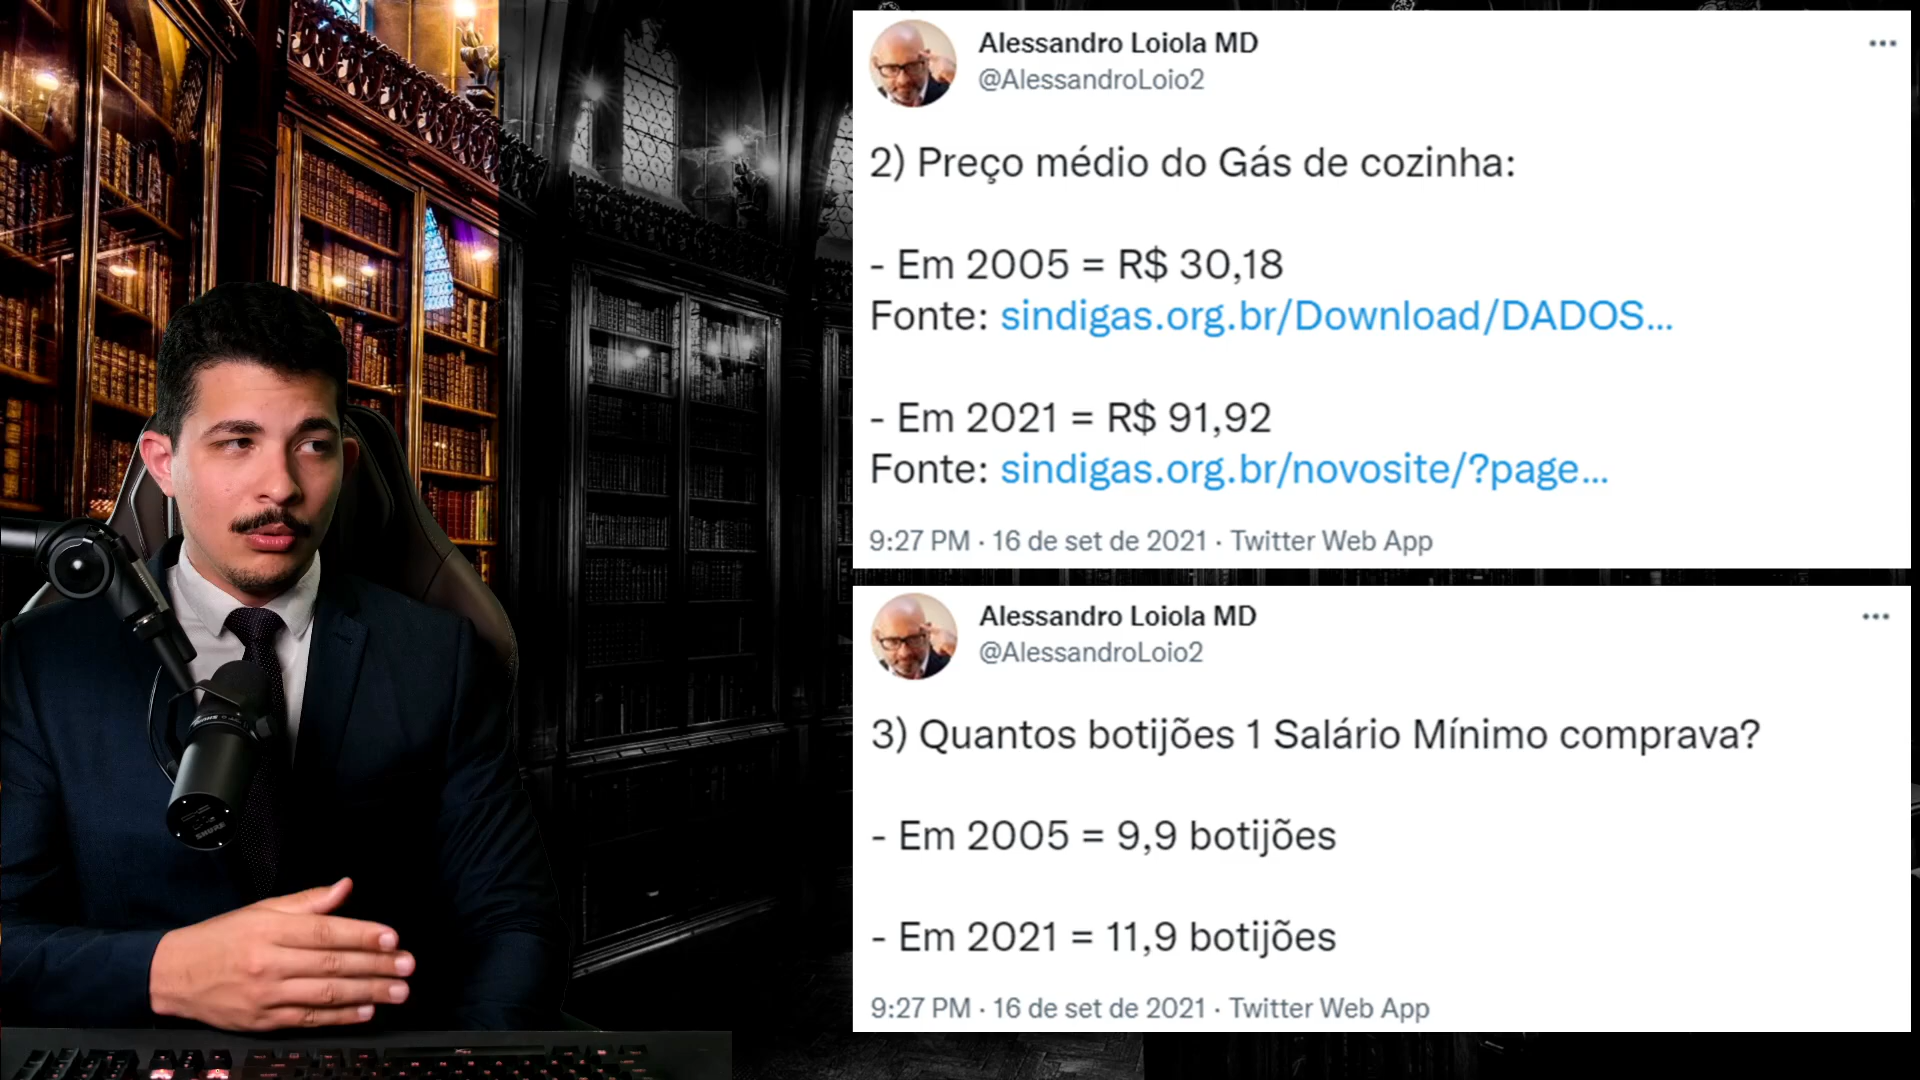 Alessandro Loiola MD
@AlessandroLoio2
2) Preço médio do Gás de cozinha:
- Em 2005 = R$ 30,18
Fonte: sindigas.org.br/Download/DADOS...
- Em 2021 = R$ 91,92
Fonte: sindigas.org.br/novosite/?page...
9:27 PM · 16 de set de 2021 · Twitter Web App
Alessandro Loiola MD
@AlessandroLoio2
3) Quantos botijões 1 Salário Mínimo comprava?
- Em 2005 = 9,9 botijões
- Em 2021 = 11,9 botijões
9:27 PM · 16 de set de 2021 · Twitter Web App
SHURE